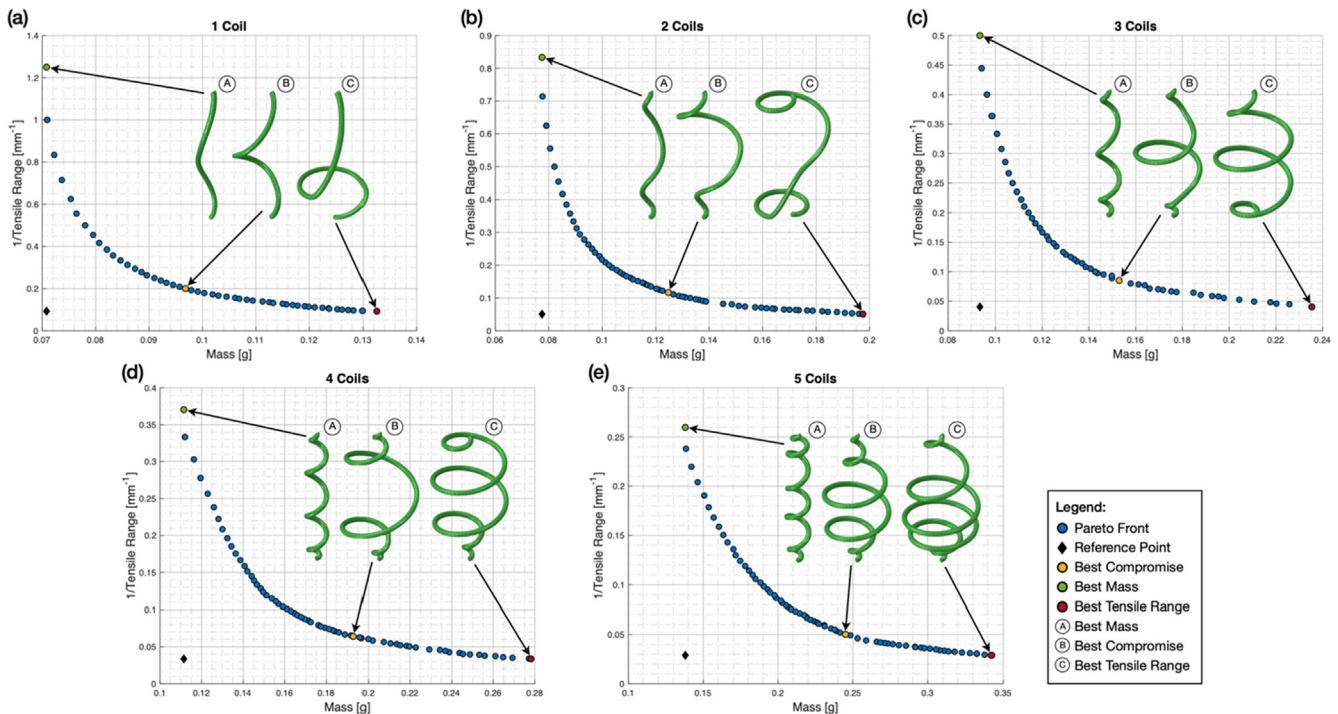 (a)
1 Coil
1.4
1.2
1
0.8
0.6
0.4
0.2
0
0.07
0.08
0.09
0.1
0.11
0.12
0.13
0.14
1/Tensile Range [mm⁻¹]
Mass [g]
A
B
C
(b)
2 Coils
0.9
0.8
0.7
0.6
0.5
0.4
0.3
0.2
0.1
0
0.06
0.08
0.1
0.12
0.14
0.16
0.18
0.2
1/Tensile Range [mm⁻¹]
Mass [g]
A
B
C
(c)
3 Coils
0.5
0.45
0.4
0.35
0.3
0.25
0.2
0.15
0.1
0.05
0
0.08
0.1
0.12
0.14
0.16
0.18
0.2
0.22
0.24
1/Tensile Range [mm⁻¹]
Mass [g]
A
B
C
(d)
4 Coils
0.4
0.35
0.3
0.25
0.2
0.15
0.1
0.05
0
0.1
0.12
0.14
0.16
0.18
0.2
0.22
0.24
0.26
0.28
1/Tensile Range [mm⁻¹]
Mass [g]
A
B
C
(e)
5 Coils
0.3
0.25
0.2
0.15
0.1
0.05
0
0.1
0.15
0.2
0.25
0.3
0.35
1/Tensile Range [mm⁻¹]
Mass [g]
A
B
C
Legend:
Pareto Front
Reference Point
Best Compromise
Best Mass
Best Tensile Range
A Best Mass
B Best Compromise
C Best Tensile Range